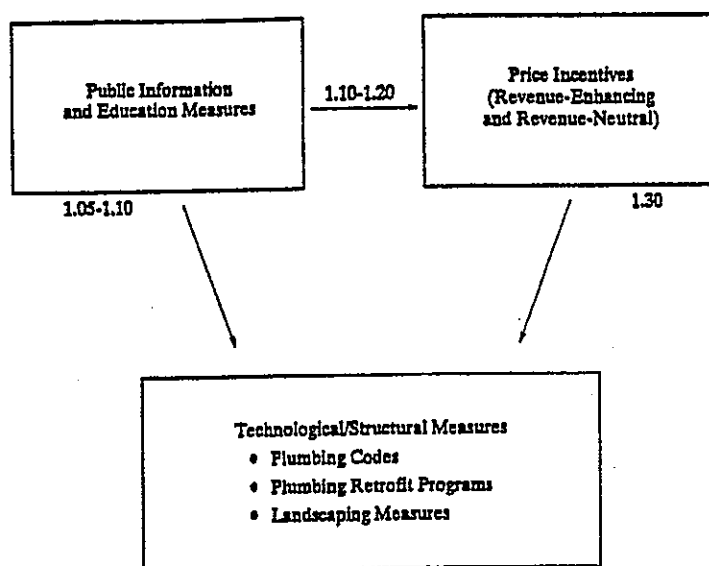 Public Information
and Education Measures
1.10-1.20
Price Incentives
(Revenue-Enhancing
and Revenue-Neutral)
1.05-1.10
1.30
Technological/Structural Measures
• Plumbing Codes
• Plumbing Retrofit Programs
• Landscaping Measures